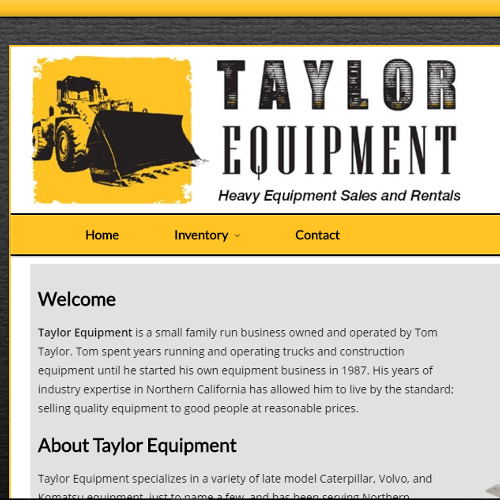 TAYLOR
EQUIPMENT
Heavy Equipment Sales and Rentals
Home Inventory Contact
Welcome
Taylor Equipment is a small family run business owned and operated by Tom
Taylor. Tom spent years running and operating trucks and construction
equipment until he started his own equipment business in 1987. His years of
industry expertise in Northern California has allowed him to live by the standard;
selling quality equipment to good people at reasonable prices.
About Taylor Equipment
Taylor Equipment specializes in a variety of late model Caterpillar, Volvo, and
Komatsu equipment, just to name a few, and has been serving Northern